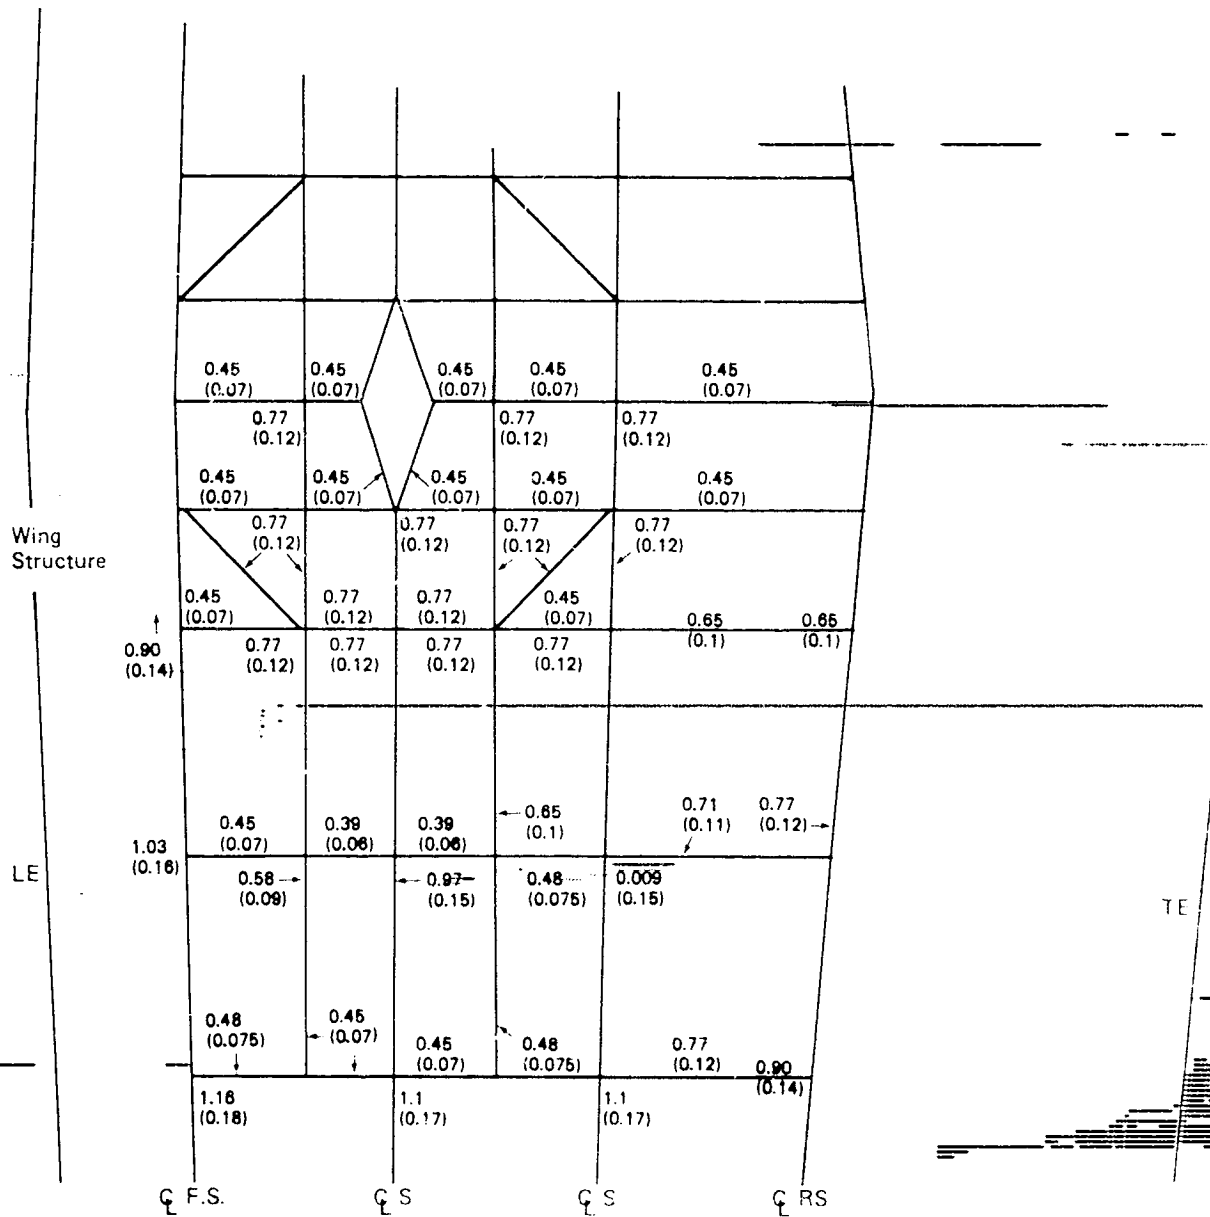 0.45 0.45 0.45 0.45 0.45
(0.07) (0.07) (0.07) (0.07) (0.07)
0.77 0.77 0.77
(0.12) (0.12) (0.12)
0.45 0.45 0.45 0.45 0.45
(0.07) (0.07) (0.07) (0.07) (0.07)
0.77 0.77 0.77 0.77
(0.12) (0.12) (0.12) (0.12)
Wing
Structure
0.45 0.77 0.77 0.45
(0.07) (0.12) (0.12) (0.07)
0.65 0.65
(0.1) (0.1)
0.90
(0.14)
0.77 0.77 0.77 0.77
(0.12) (0.12) (0.12) (0.12)
0.65 0.71 0.77
(0.1) (0.11) (0.12)
0.45 0.39 0.39
(0.07) (0.06) (0.06)
1.03
(0.16)
LE
0.58 0.97 0.48 0.009
(0.09) (0.15) (0.075) (0.15)
TE
0.48 0.45
(0.075) (0.07)
0.45 0.48 0.77
(0.07) (0.075) (0.12)
0.90
(0.14)
1.16 1.1 1.1
(0.18) (0.17) (0.17)
℄ F.S. ℄ S ℄ S ℄ RS